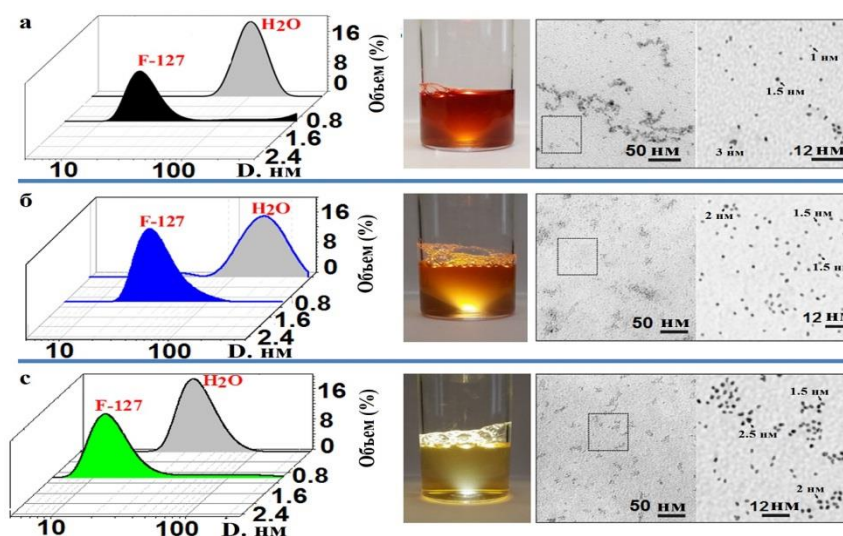 а
F-127
H2O
16
8
0
0.8
1.6
2.4
10
100
D. нм
Объем (%)
50 нм
1 нм
1.5 нм
3 нм
12 нм
б
F-127
H2O
16
8
0
0.8
1.6
2.4
10
100
D. нм
Объем (%)
50 нм
2 нм
1.5 нм
1.5 нм
12 нм
с
F-127
H2O
16
8
0
0.8
1.6
2.4
10
100
D. нм
Объем (%)
50 нм
1.5 нм
2.5 нм
2 нм
12 нм